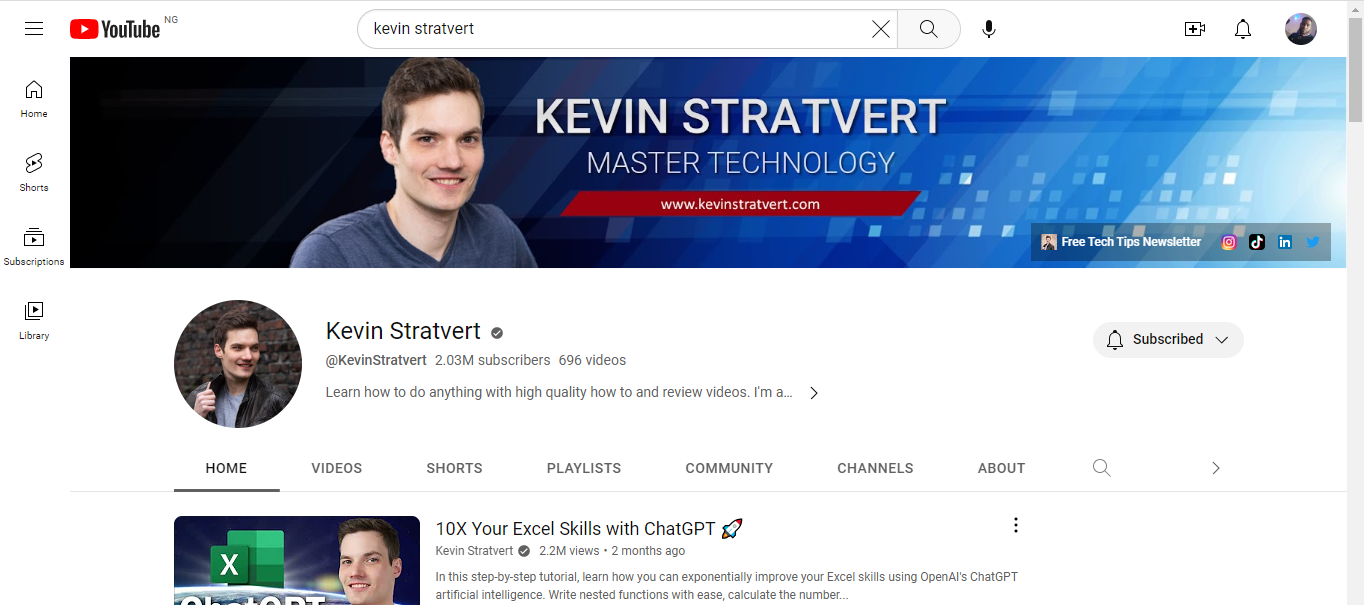 YouTube NG
kevin stratvert
Home
Shorts
Subscriptions
Library
KEVIN STRATVERT
MASTER TECHNOLOGY
www.kevinstratvert.com
Free Tech Tips Newsletter
Kevin Stratvert
@KevinStratvert 2.03M subscribers 696 videos
Learn how to do anything with high quality how to and review videos. I'm a...
Subscribed
HOME VIDEOS SHORTS PLAYLISTS COMMUNITY CHANNELS ABOUT
X
ChatGPT
10X Your Excel Skills with ChatGPT 🚀
Kevin Stratvert 2.2M views • 2 months ago
In this step-by-step tutorial, learn how you can exponentially improve your Excel skills using OpenAI's ChatGPT
artificial intelligence. Write nested functions with ease, calculate the number...